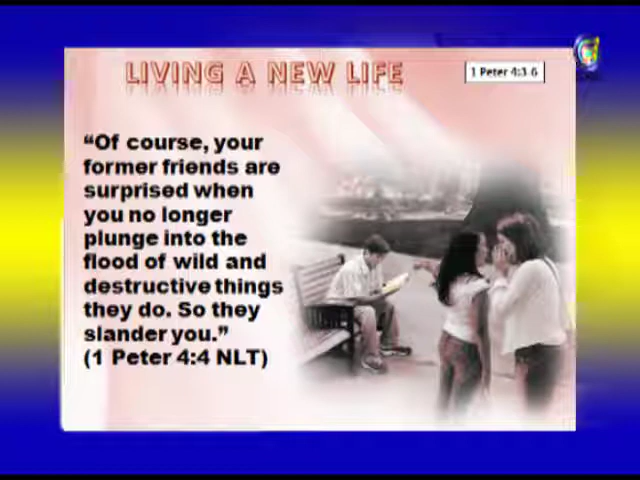 LIVING A NEW LIFE
1 Peter 4:3-6
“Of course, your
former friends are
surprised when
you no longer
plunge into the
flood of wild and
destructive things
they do. So they
slander you.”
(1 Peter 4:4 NLT)